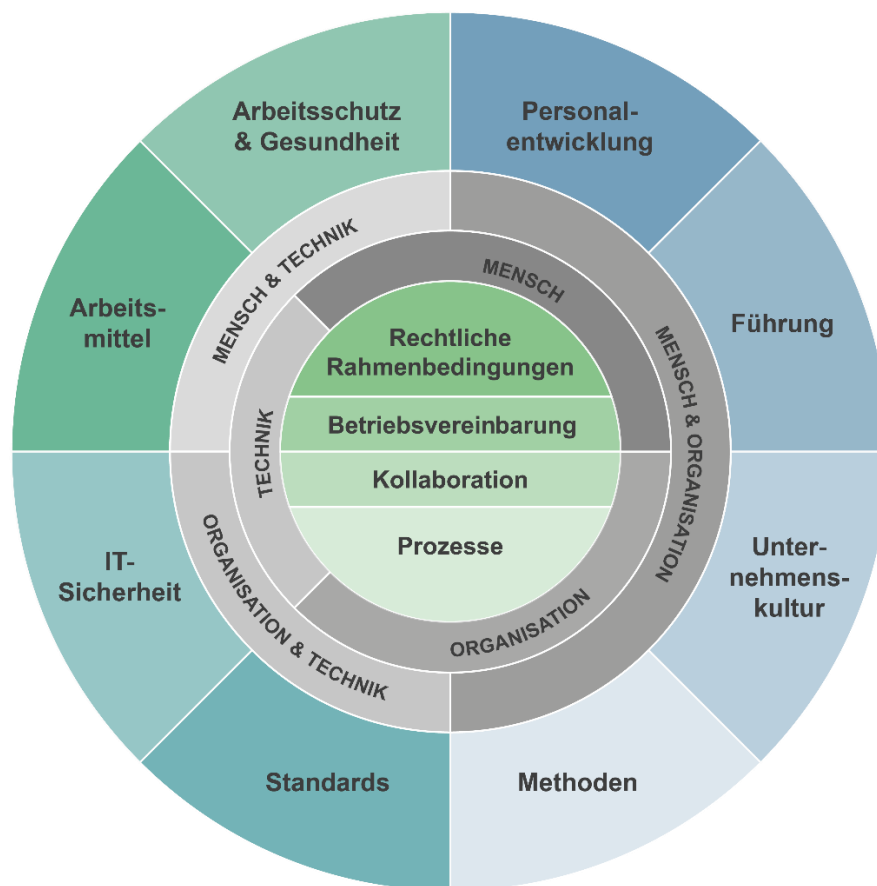 Arbeitsschutz
& Gesundheit
Personal-
entwicklung
Führung
Unter-
nehmens-
kultur
Methoden
Standards
IT-
Sicherheit
Arbeits-
mittel
MENSCH & TECHNIK
MENSCH & ORGANISATION
ORGANISATION & TECHNIK
MENSCH
ORGANISATION
TECHNIK
Rechtliche
Rahmenbedingungen
Betriebsvereinbarung
Kollaboration
Prozesse